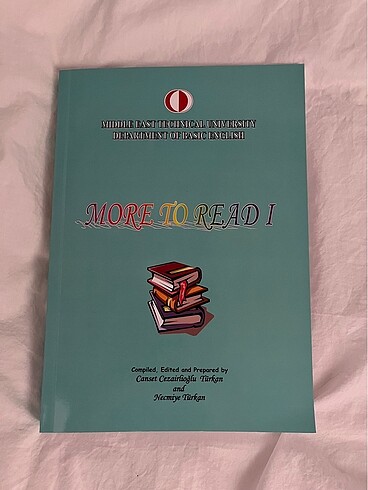 MIDDLE EAST TECHNICAL UNIVERSITY
DEPARTMENT OF BASIC ENGLISH
MORE TO READ I
Compiled, Edited and Prepared by
Canset Cezairlioğlu Türkan
and
Necmiye Türkan